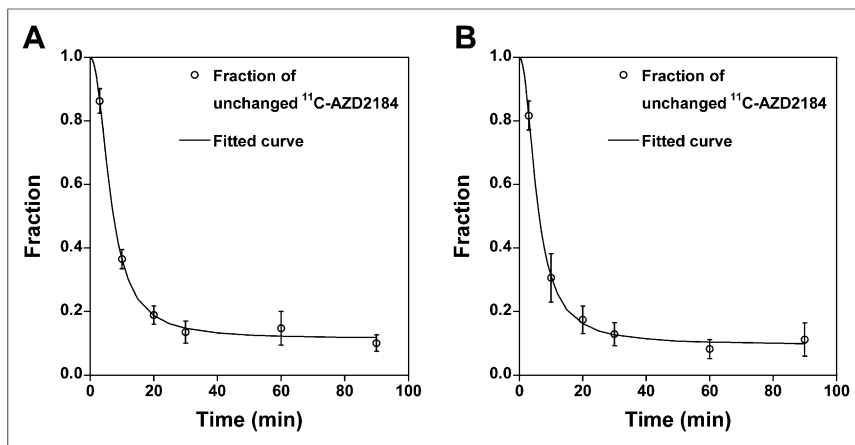 A
1.0
0.8
0.6
0.4
0.2
0.0
Fraction
0
20
40
60
80
100
Time (min)
Fraction of
unchanged ¹¹C-AZD2184
Fitted curve
B
1.0
0.8
0.6
0.4
0.2
0.0
Fraction
0
20
40
60
80
100
Time (min)
Fraction of
unchanged ¹¹C-AZD2184
Fitted curve